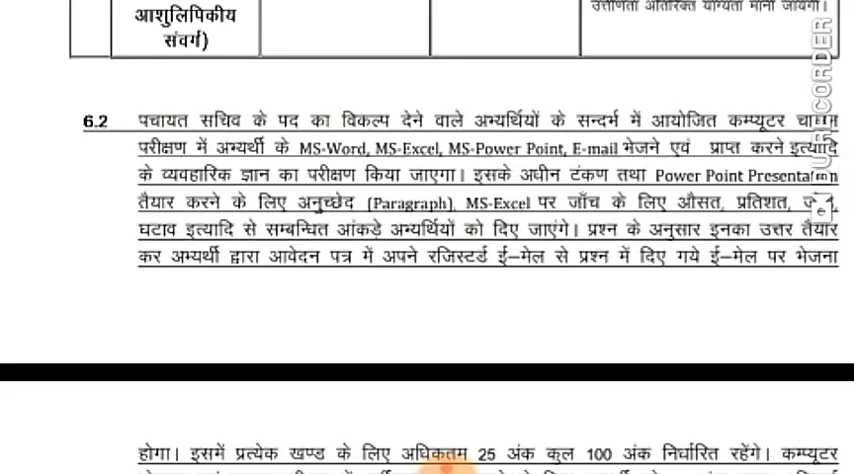 आशुलिपिकीय
संवर्ग)
उत्तीर्णता अतिरिक्त योग्यता मानी जायेगी।
6.2 पचायत सचिव के पद का विकल्प देने वाले अभ्यर्थियों के सन्दर्भ में आयोजित कम्प्यूटर
परीक्षण में अभ्यर्थी के MS-Word, MS-Excel, MS-Power Point, E-mail भेजने एवं प्राप्त करने इत्यादि
के व्यवहारिक ज्ञान का परीक्षण किया जाएगा। इसके अधीन टंकण तथा Power Point
तैयार करने के लिए अनुच्छेद (Paragraph), MS-Excel पर जाँच के लिए औसत, प्रतिशत,
घटाव इत्यादि से सम्बन्धित आंकड़े अभ्यर्थियों को दिए जाएंगे। प्रश्न के अनुसार इनका उत्तर तैयार
कर अभ्यर्थी द्वारा आवेदन पत्र में अपने रजिस्टर्ड ई–मेल से प्रश्न में दिए गये ई–मेल पर भेजना
होगा। इसमें प्रत्येक खण्ड के लिए अधिकतम 25 अंक कुल 100 अंक निर्धारित रहेंगे। कम्प्यूटर
RECORDER